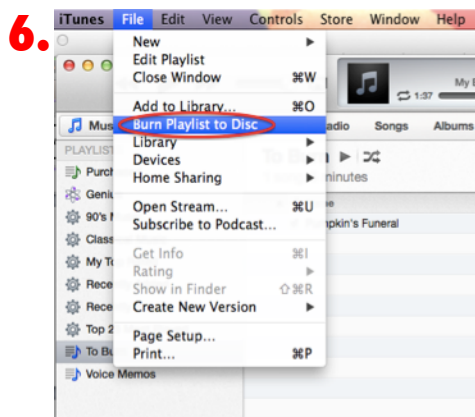 6.
iTunes File Edit View Controls Store Window Help
New
Edit Playlist
Close Window ⌘W
Add to Library... ⌘O
Burn Playlist to Disc
Library
Devices
Home Sharing
Open Stream... ⌘U
Subscribe to Podcast...
Get Info ⌘I
Rating
Show in Finder ⇧⌘R
Create New Version
Page Setup...
Print... ⌘P
1:37
My
Mus
Songs Albums
PLAYLIST
minutes
Purch
Geniu
90's
Class
My To
Rece
Rece
Top 2
To Bu
Voice Memos
Funeral